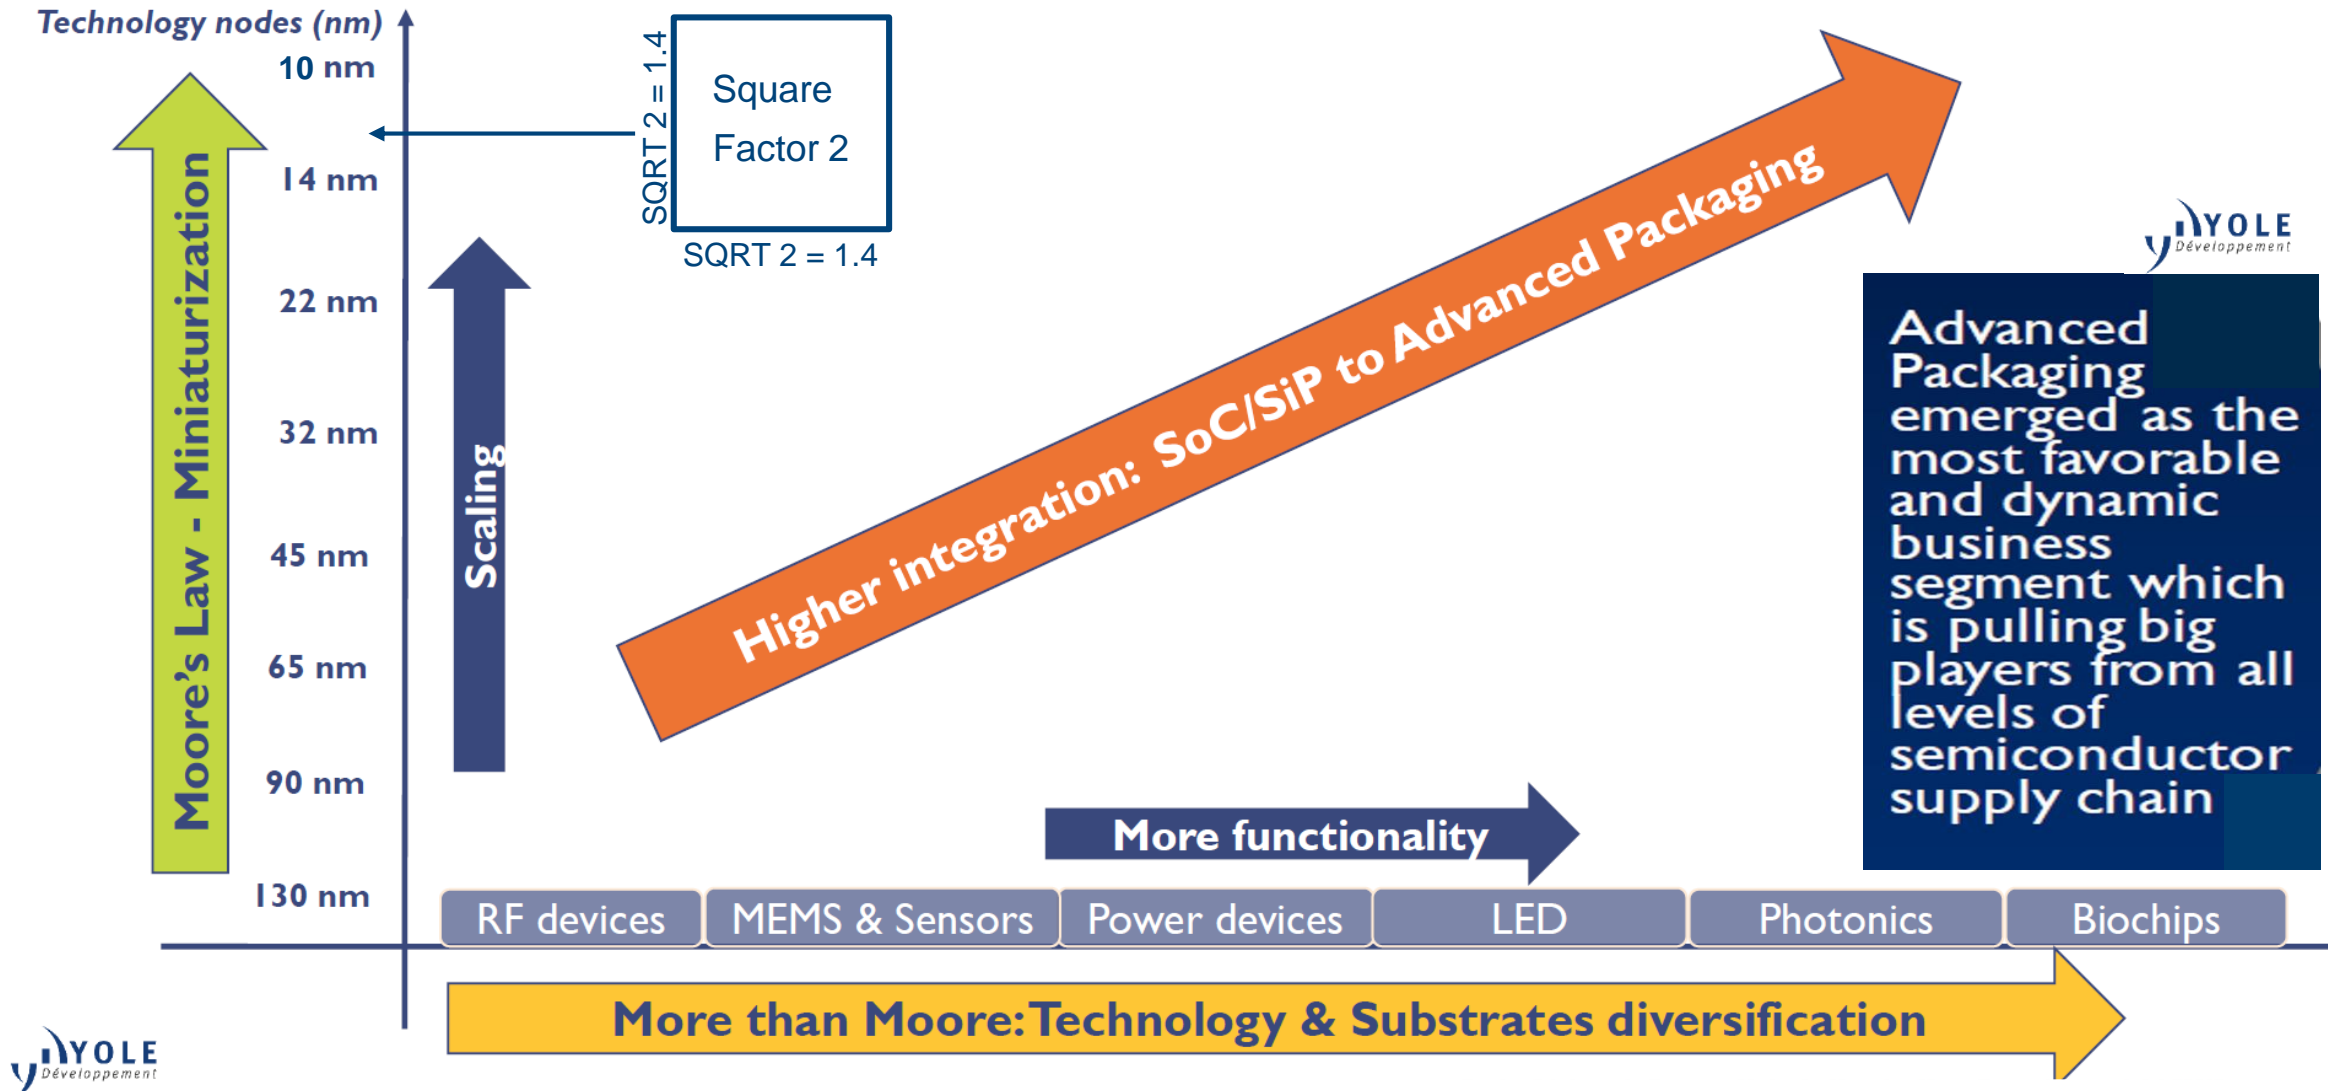 Technology nodes (nm)
10 nm
14 nm
22 nm
32 nm
45 nm
65 nm
90 nm
130 nm
Moore's Law - Miniaturization
Scaling
SQRT 2 = 1.4
Square
Factor 2
SQRT 2 = 1.4
Higher integration: SoC/SiP to Advanced Packaging
YOLE
Développement
Advanced
Packaging
emerged as the
most favorable
and dynamic
business
segment which
is pulling big
players from all
levels of
semiconductor
supply chain
More functionality
RF devices
MEMS & Sensors
Power devices
LED
Photonics
Biochips
More than Moore: Technology & Substrates diversification
YOLE
Développement